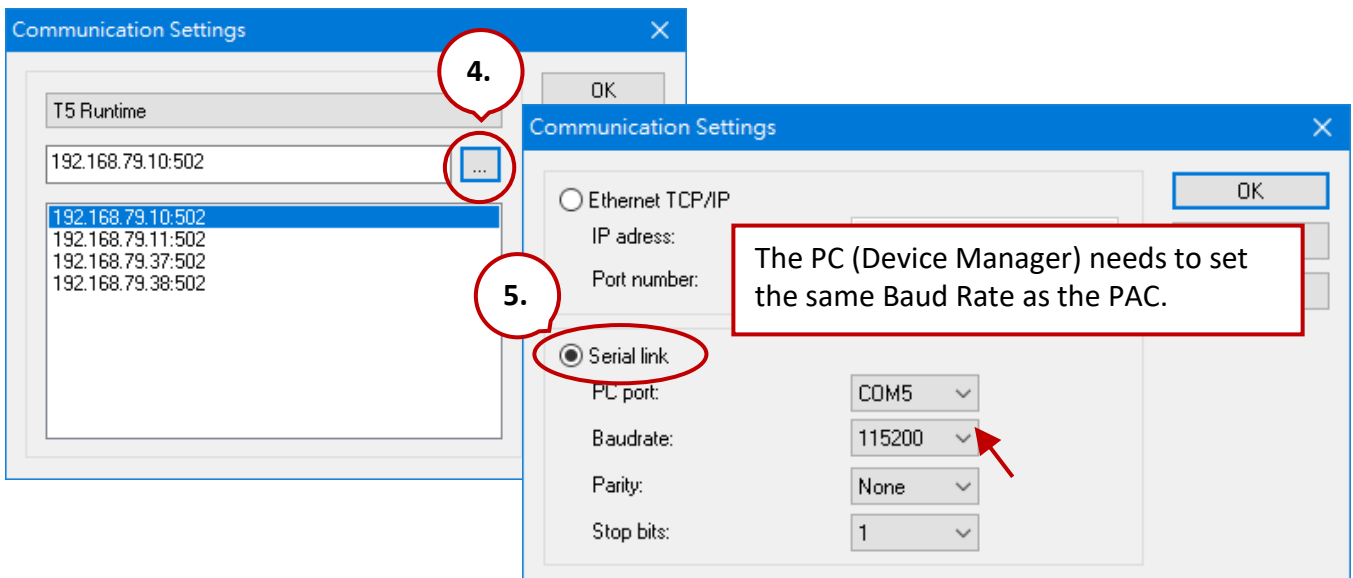 Communication Settings
4.
OK
T5 Runtime
192.168.79.10:502
...
192.168.79.10:502
192.168.79.11:502
192.168.79.37:502
192.168.79.38:502
Communication Settings
OK
Ethernet TCP/IP
IP adress:
Port number:
The PC (Device Manager) needs to set
the same Baud Rate as the PAC.
5.
Serial link
PC port:
COM5
Baudrate:
115200
Parity:
None
Stop bits:
1